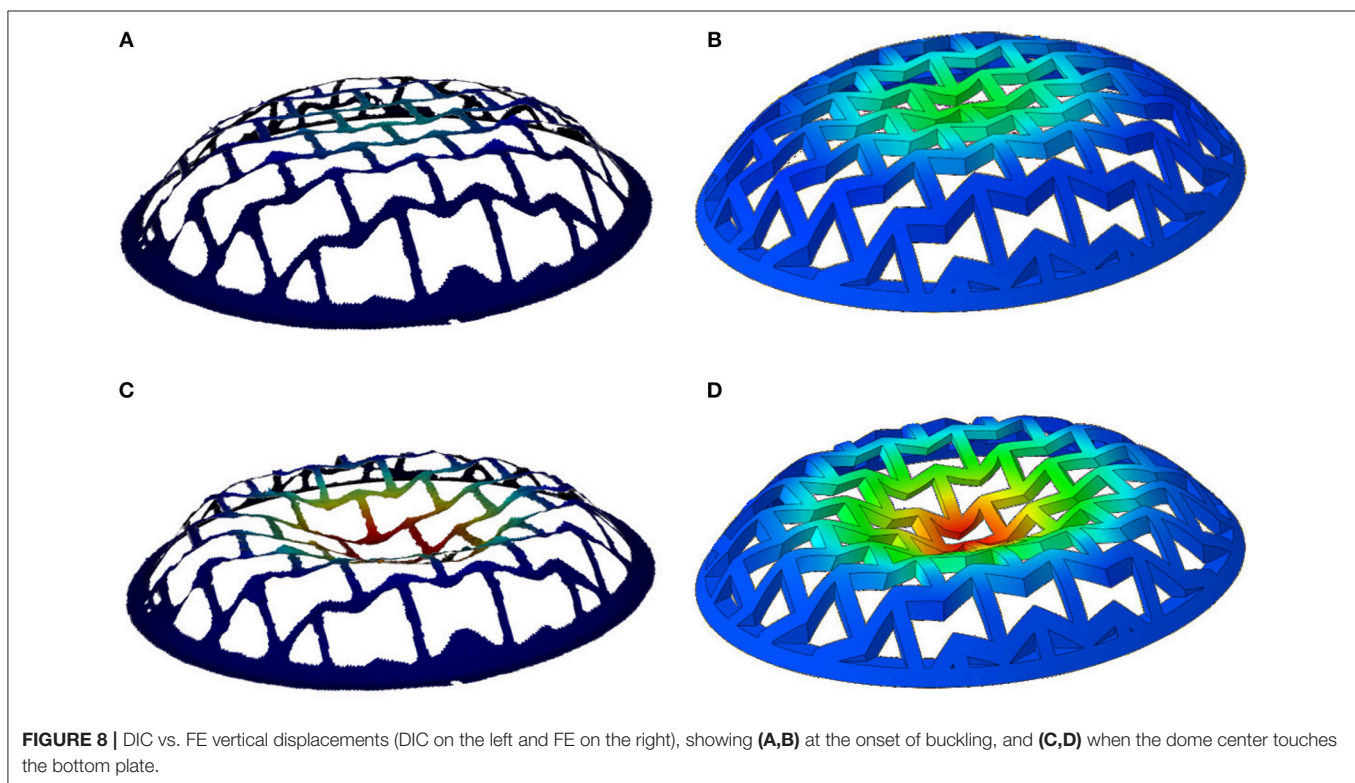 A
B
C
D
FIGURE 8 | DIC vs. FE vertical displacements (DIC on the left and FE on the right), showing (A,B) at the onset of buckling, and (C,D) when the dome center touches
the bottom plate.